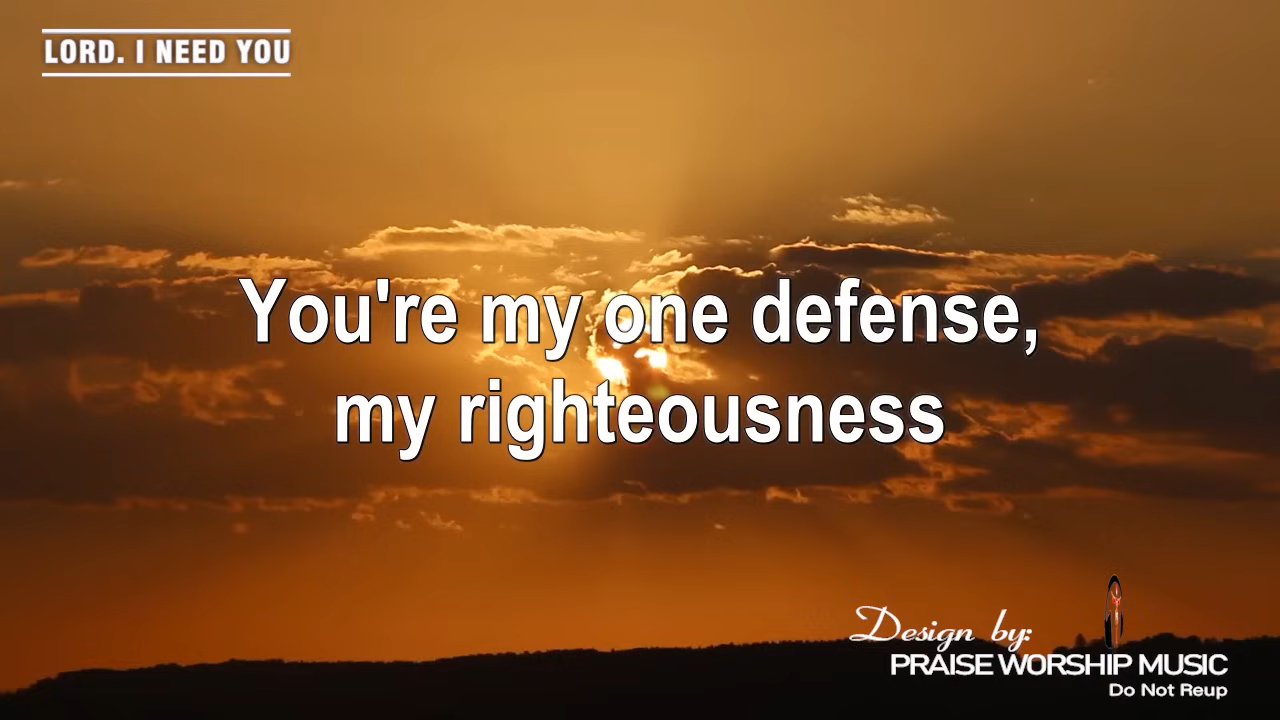 LORD. I NEED YOU
You're my one defense,
my righteousness
Design by:
PRAISE WORSHIP MUSIC
Do Not Reup